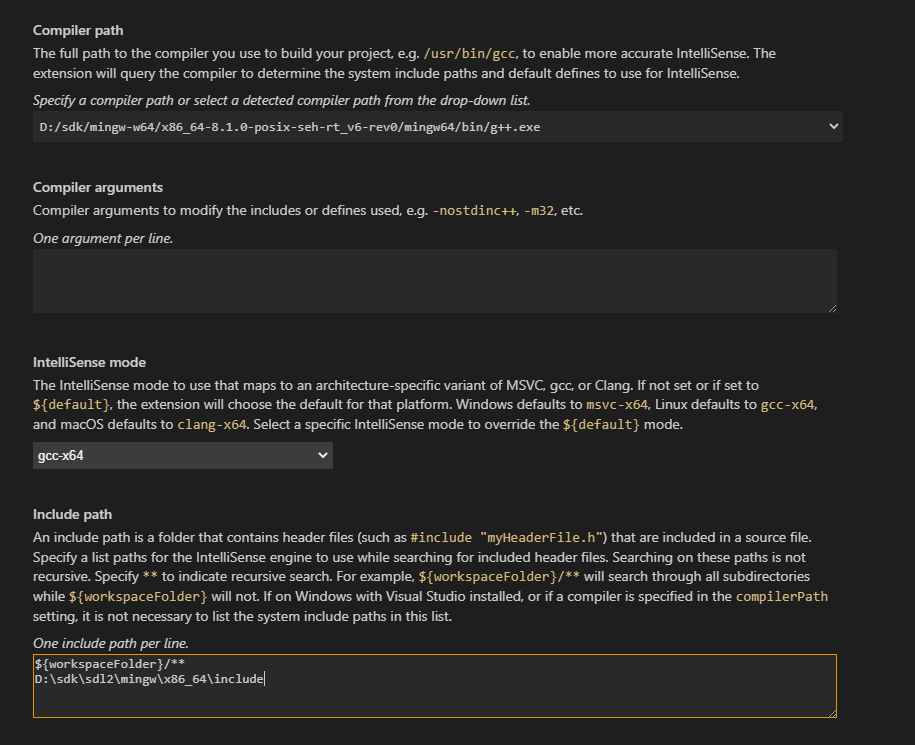 Compiler path
The full path to the compiler you use to build your project, e.g. /usr/bin/gcc, to enable more accurate IntelliSense. The
extension will query the compiler to determine the system include paths and default defines to use for IntelliSense.
Specify a compiler path or select a detected compiler path from the drop-down list.
D:/sdk/mingw-w64/x86_64-8.1.0-posix-seh-rt_v6-rev0/mingw64/bin/g++.exe
Compiler arguments
Compiler arguments to modify the includes or defines used, e.g. -nostdinc++, -m32, etc.
One argument per line.
IntelliSense mode
The IntelliSense mode to use that maps to an architecture-specific variant of MSVC, gcc, or Clang. If not set or if set to
${default}, the extension will choose the default for that platform. Windows defaults to msvc-x64, Linux defaults to gcc-x64,
and macOS defaults to clang-x64. Select a specific IntelliSense mode to override the ${default} mode.
gcc-x64
Include path
An include path is a folder that contains header files (such as #include "myHeaderFile.h") that are included in a source file.
Specify a list paths for the IntelliSense engine to use while searching for included header files. Searching on these paths is not
recursive. Specify ** to indicate recursive search. For example, ${workspaceFolder}/** will search through all subdirectories
while ${workspaceFolder} will not. If on Windows with Visual Studio installed, or if a compiler is specified in the compilerPath
setting, it is not necessary to list the system include paths in this list.
One include path per line.
${workspaceFolder}/**
D:\sdk\sdl2\mingw\x86_64\include